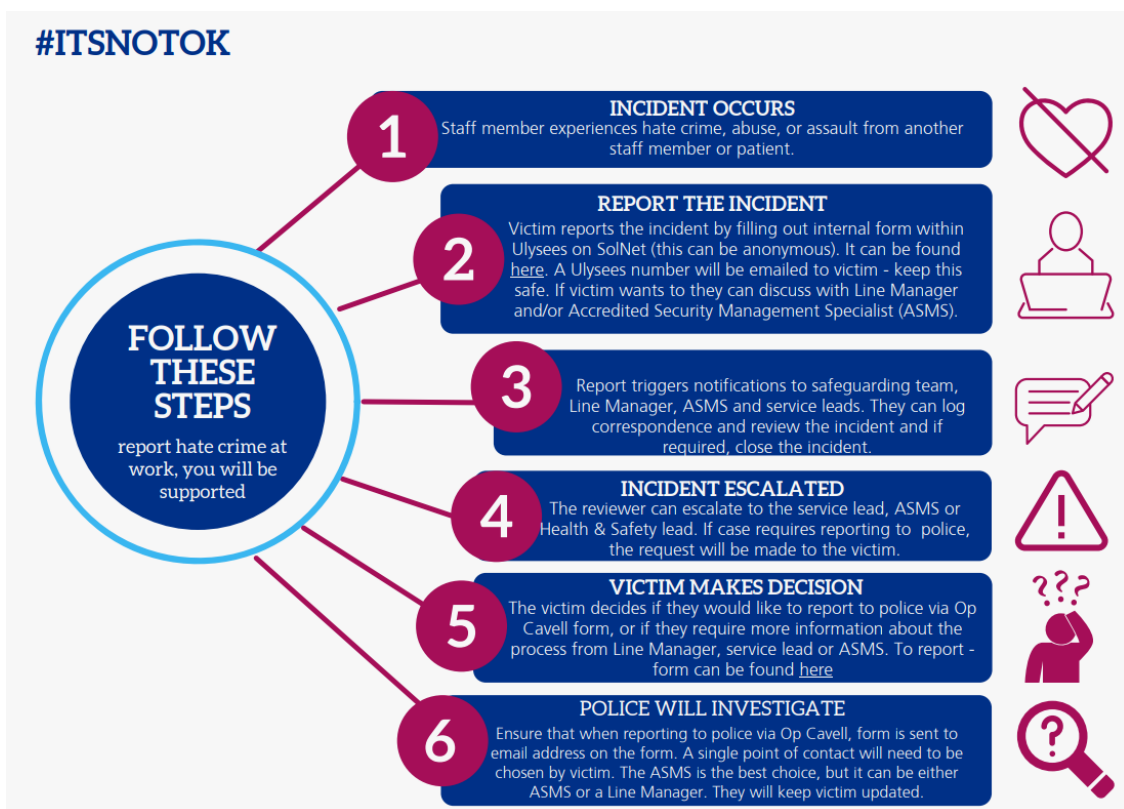 #ITSNOTOK
FOLLOW
THESE
STEPS
report hate crime at
work, you will be
supported
1
INCIDENT OCCURS
Staff member experiences hate crime, abuse, or assault from another
staff member or patient.
2
REPORT THE INCIDENT
Victim reports the incident by filling out internal form within
Ulysees on SolNet (this can be anonymous). It can be found
here. A Ulysees number will be emailed to victim - keep this
safe. If victim wants to they can discuss with Line Manager
and/or Accredited Security Management Specialist (ASMS).
3
Report triggers notifications to safeguarding team,
Line Manager, ASMS and service leads. They can log
correspondence and review the incident and if
required, close the incident.
4
INCIDENT ESCALATED
The reviewer can escalate to the service lead, ASMS or
Health & Safety lead. If case requires reporting to police,
the request will be made to the victim.
5
VICTIM MAKES DECISION
The victim decides if they would like to report to police via Op
Cavell form, or if they require more information about the
process from Line Manager, service lead or ASMS. To report -
form can be found here
6
POLICE WILL INVESTIGATE
Ensure that when reporting to police via Op Cavell, form is sent to
email address on the form. A single point of contact will need to be
chosen by victim. The ASMS is the best choice, but it can be either
ASMS or a Line Manager. They will keep victim updated.
???
?